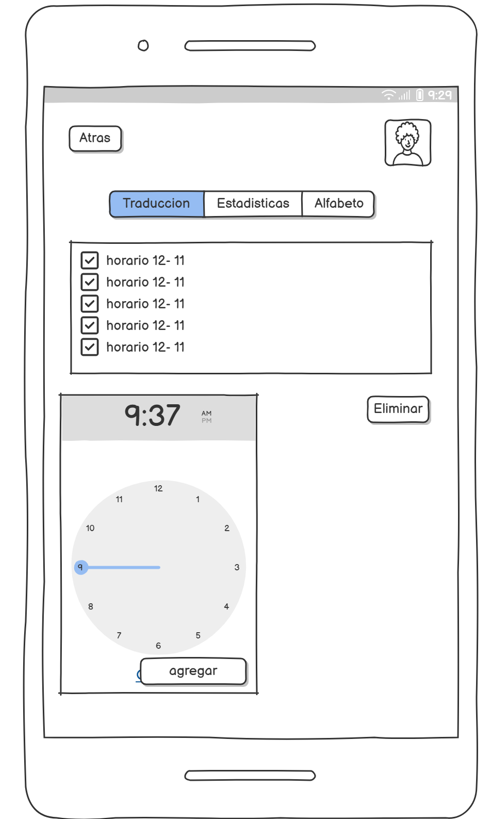 9:29
Atras
Traduccion Estadisticas Alfabeto
horario 12- 11
horario 12- 11
horario 12- 11
horario 12- 11
horario 12- 11
Eliminar
9:37 AM
PM
12
11 1
10 2
9 3
8 4
7 5
6
agregar